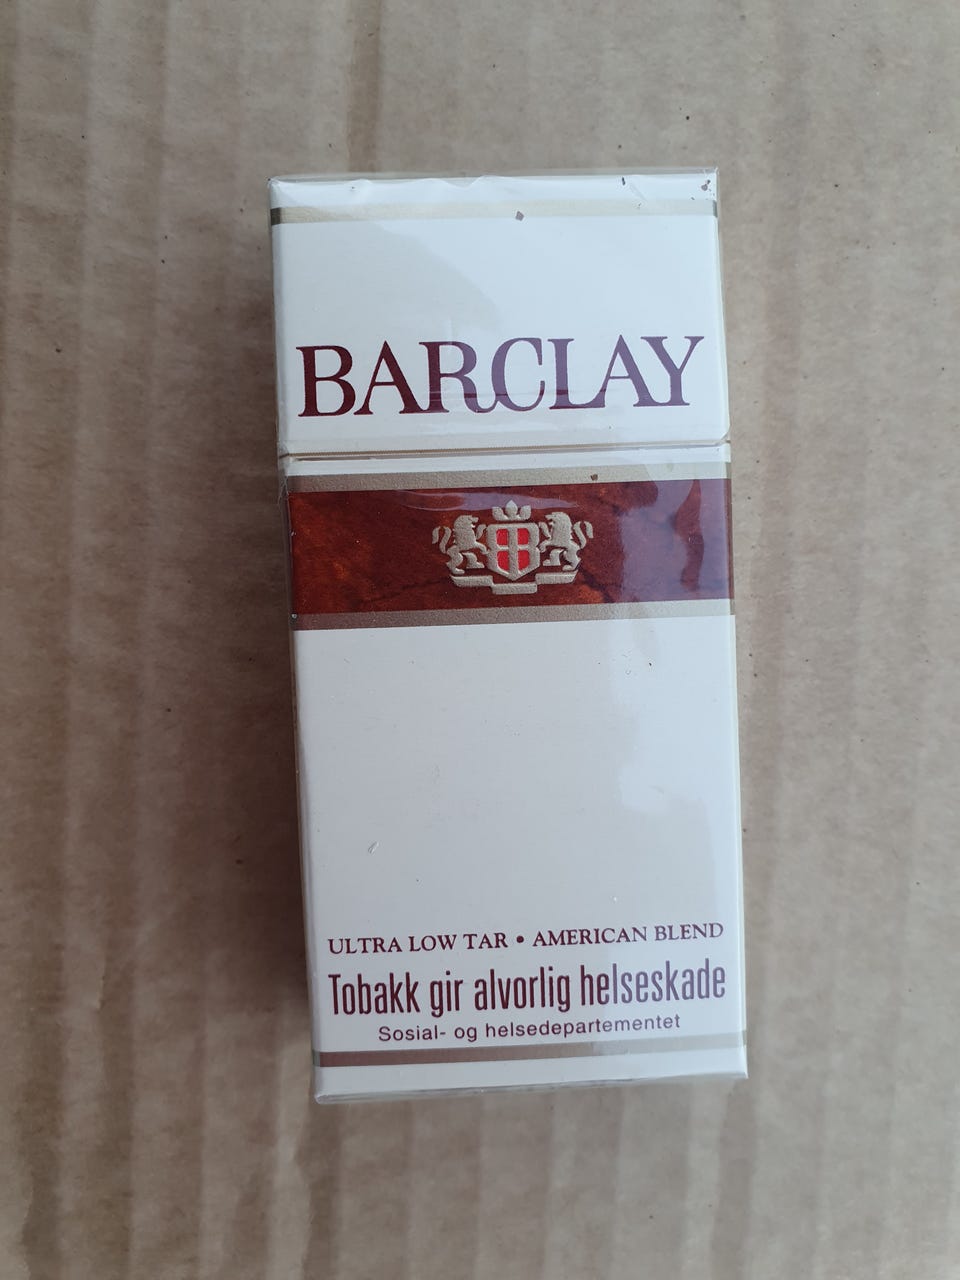 BARCLAY
ULTRA LOW TAR • AMERICAN BLEND
Tobakk gir alvorlig helseskade
Sosial- og helsedepartementet